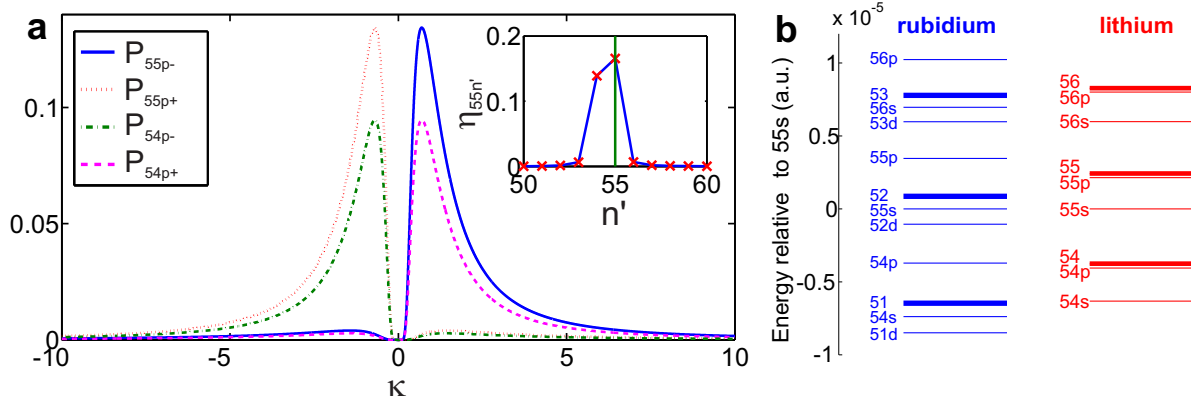 a
P55p-
P55p+
P54p-
P54p+
0.1
0.05
0
-10
-5
0
5
10
κ
0.2
0.1
0
η55n'
50
55
60
n'
b
x 10-5
rubidium
lithium
Energy relative to 55s (a.u.)
1
0.5
0
-0.5
-1
56p
53
56s
53d
55p
52
55s
52d
54p
51
54s
51d
56
56p
56s
55
55p
55s
54
54p
54s